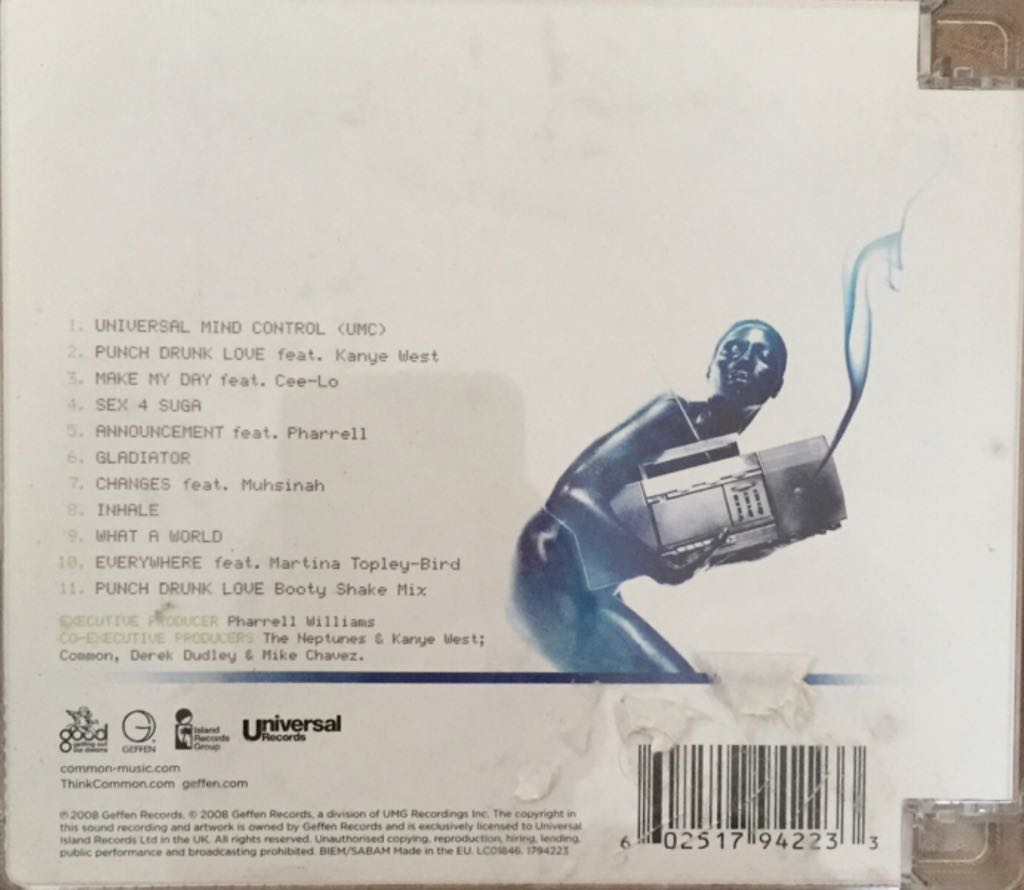 1. UNIVERSAL MIND CONTROL (UMC)
2. PUNCH DRUNK LOVE feat. Kanye West
3. MAKE MY DAY feat. Cee-Lo
4. SEX 4 SUGA
5. ANNOUNCEMENT feat. Pharrell
6. GLADIATOR
7. CHANGES feat. Muhsinah
8. INHALE
9. WHAT A WORLD
10. EVERYWHERE feat. Martina Topley-Bird
11. PUNCH DRUNK LOVE Booty Shake Mix
EXECUTIVE PRODUCER Pharrell Williams
CO-EXECUTIVE PRODUCERS The Neptunes & Kanye West;
Common, Derek Dudley & Mike Chavez.
good
getting out
our dreams
G
GEFFEN
Island
Records
Group
Universal
Records
common-music.com
ThinkCommon.com geffen.com
℗ 2008 Geffen Records. © 2008 Geffen Records, a division of UMG Recordings Inc. The copyright in
this sound recording and artwork is owned by Geffen Records and is exclusively licensed to Universal
Island Records Ltd in the UK. All rights reserved. Unauthorised copying, reproduction, hiring, lending,
public performance and broadcasting prohibited. BIEM/SABAM Made in the EU. LC01846. 1794223
6 02517 94223 3